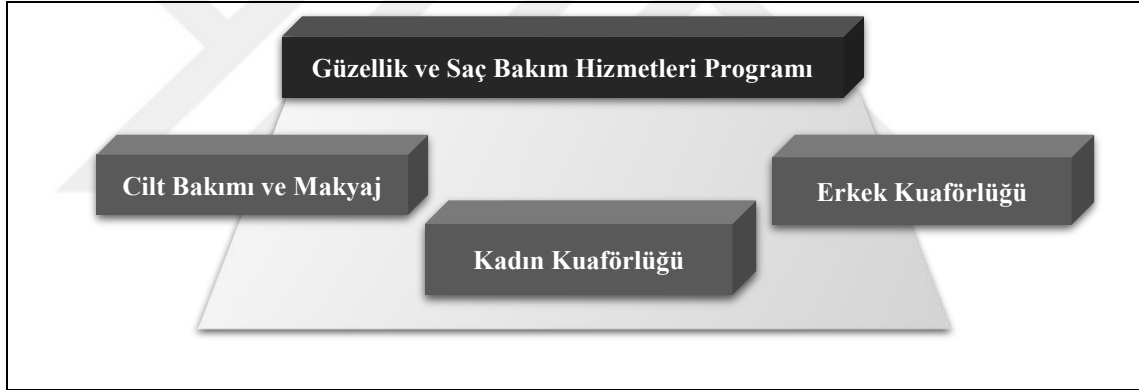 Güzellik ve Saç Bakım Hizmetleri Programı
Cilt Bakımı ve Makyaj
Erkek Kuaförlüğü
Kadın Kuaförlüğü